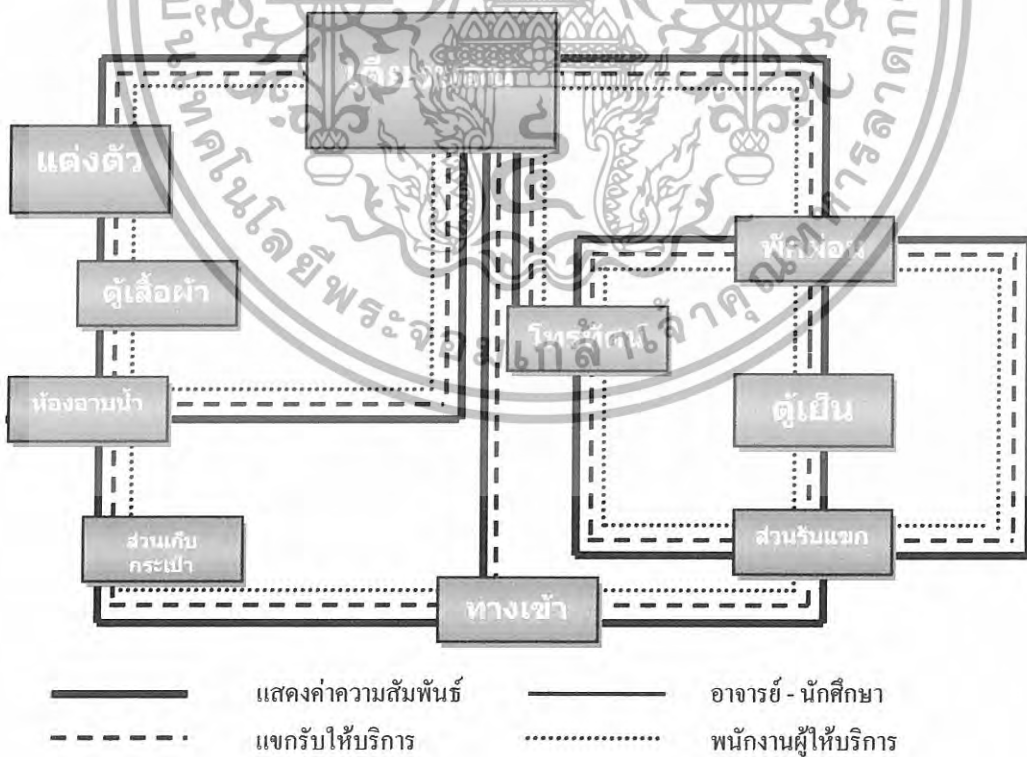 แต่งตัว
พักผ่อน
ตู้เสื้อผ้า
โทรทัศน์
ห้องอาบน้ำ
ตู้เย็น
ส่วนเก็บ
กระเป๋า
ส่วนรับแขก
ทางเข้า
แสดงค่าความสัมพันธ์
อาจารย์ - นักศึกษา
แขกรับให้บริการ
พนักงานผู้ให้บริการ